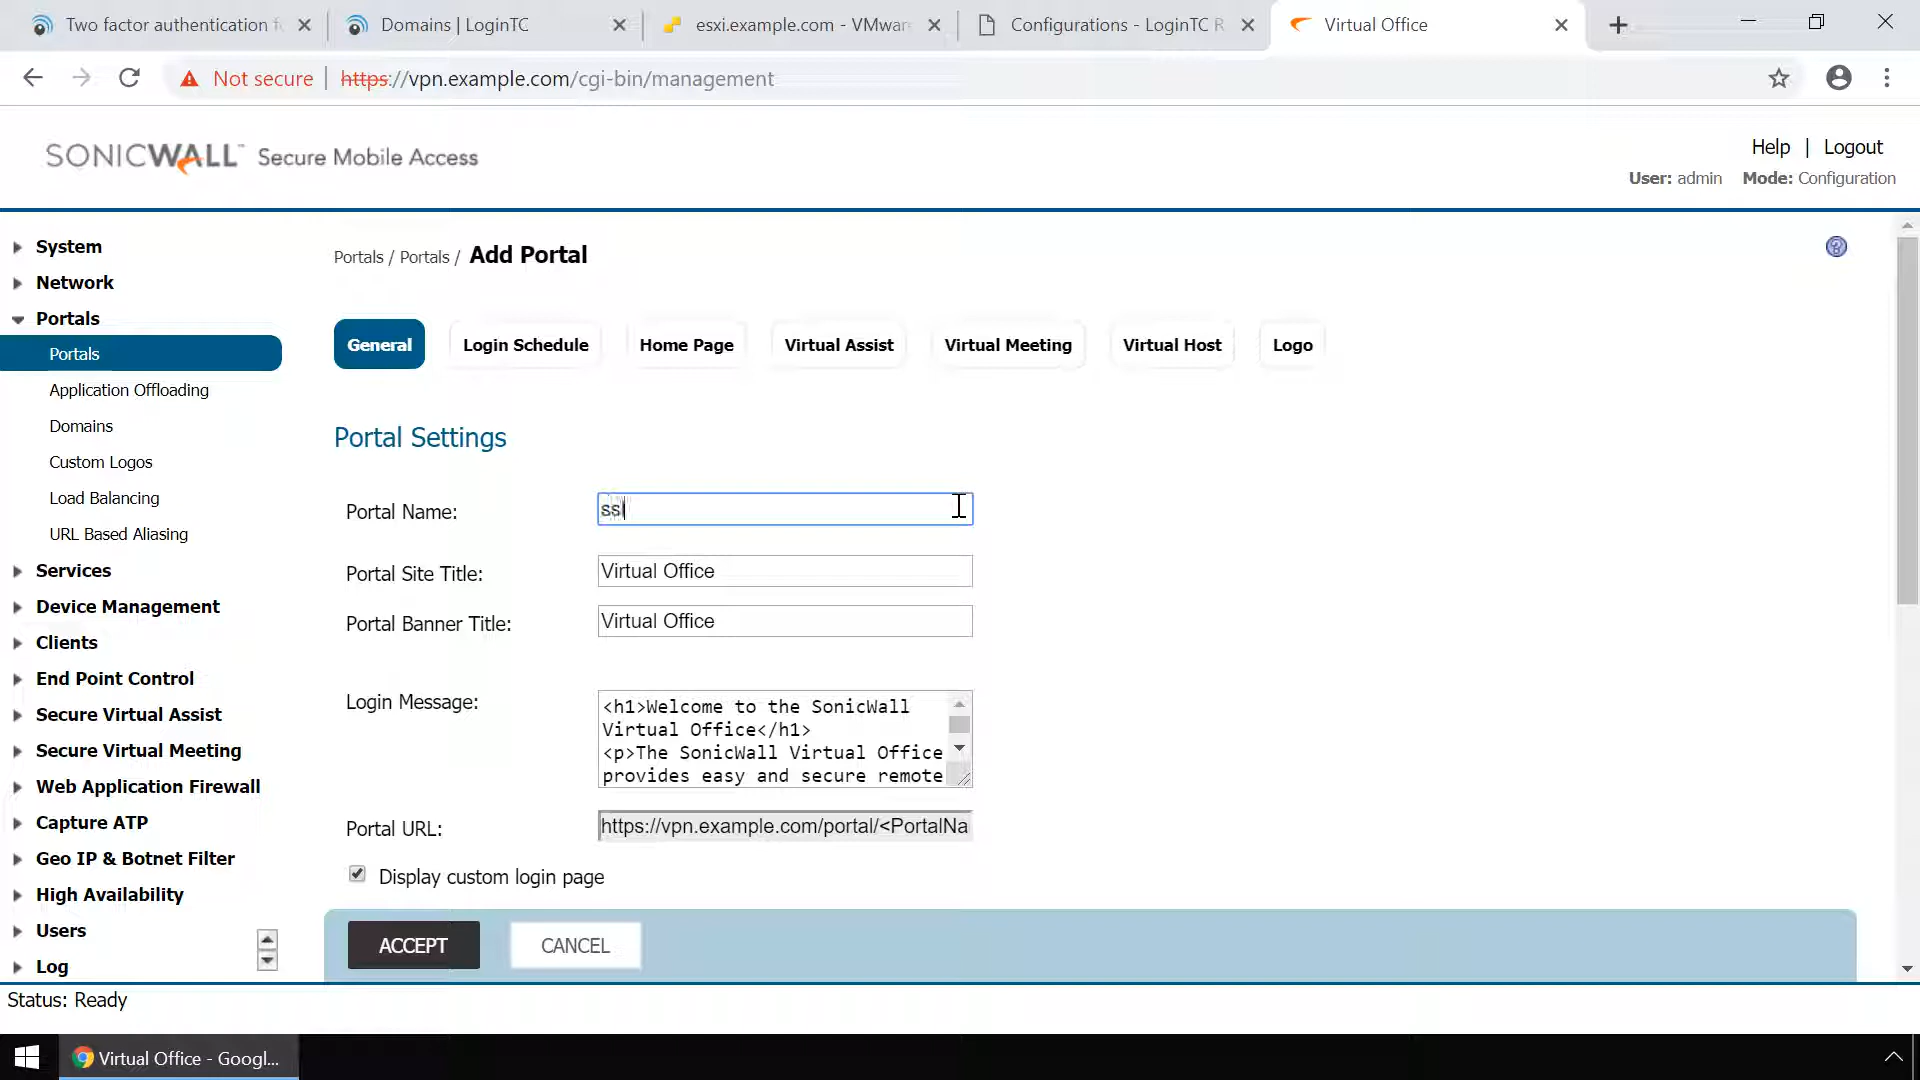 Two factor authentication f
Domains | LoginTC
esxi.example.com - VMwar
Configurations - LoginTC R
Virtual Office
Not secure
https://vpn.example.com/cgi-bin/management
SONICWALL Secure Mobile Access
Help | Logout
User: admin Mode: Configuration
System
Network
Portals
Portals
Application Offloading
Domains
Custom Logos
Load Balancing
URL Based Aliasing
Services
Device Management
Clients
End Point Control
Secure Virtual Assist
Secure Virtual Meeting
Web Application Firewall
Capture ATP
Geo IP & Botnet Filter
High Availability
Users
Log
Portals / Portals / Add Portal
General
Login Schedule
Home Page
Virtual Assist
Virtual Meeting
Virtual Host
Logo
Portal Settings
Portal Name:
ssl
Portal Site Title:
Virtual Office
Portal Banner Title:
Virtual Office
Login Message:
<h1>Welcome to the SonicWall
Virtual Office</h1>
<p>The SonicWall Virtual Office
provides easy and secure remote
Portal URL:
https://vpn.example.com/portal/<PortalNa
Display custom login page
ACCEPT
CANCEL
Status: Ready
Virtual Office - Googl...